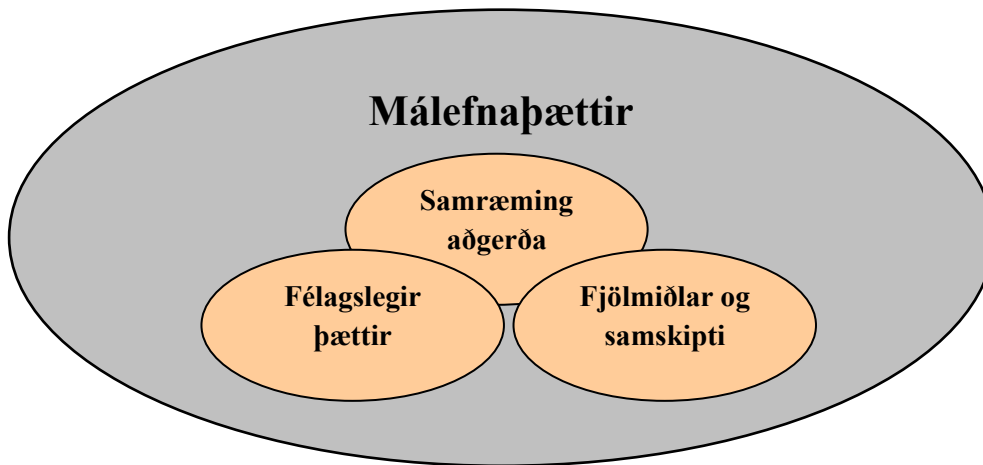 Málefnaþættir
Samræming
aðgerða
Félagslegir
þættir
Fjölmiðlar og
samskipti